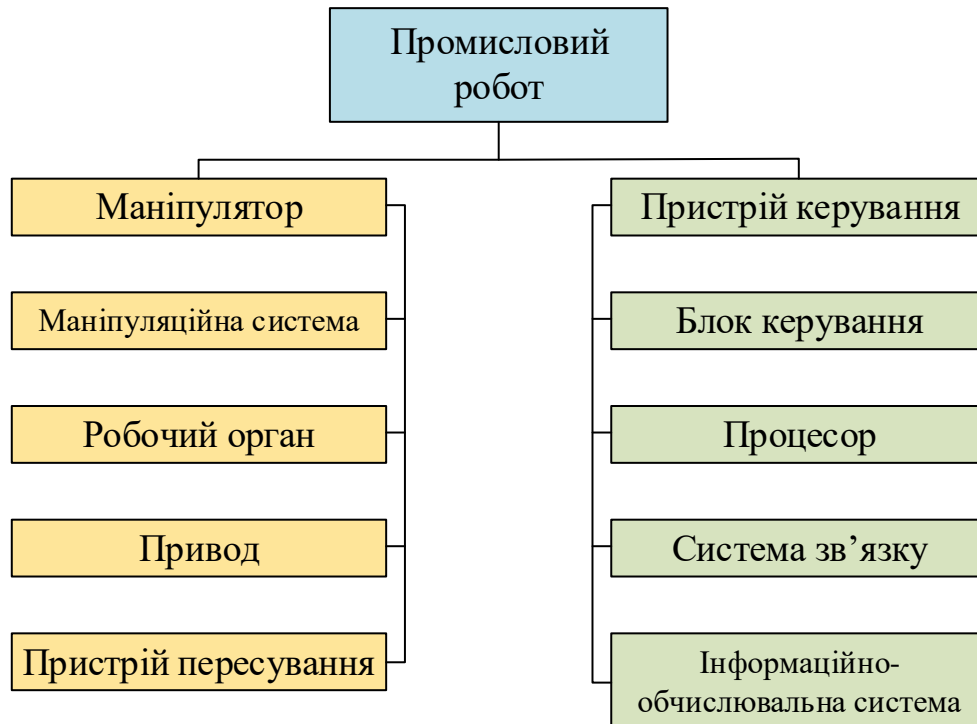 Промисловий
робот
Маніпулятор
Маніпуляційна система
Робочий орган
Привод
Пристрій пересування
Пристрій керування
Блок керування
Процесор
Система зв’язку
Інформаційно-
обчислювальна система